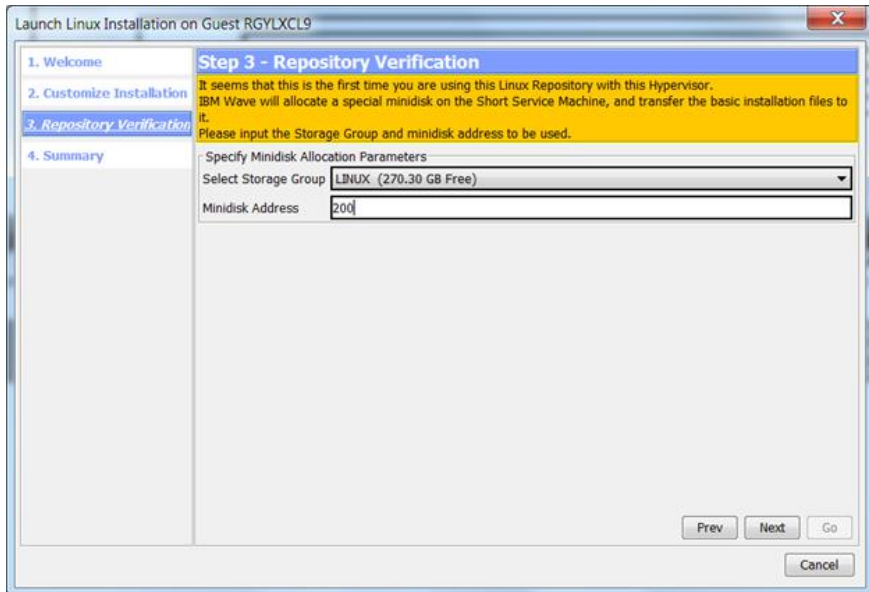 Launch Linux Installation on Guest RGYLXCL9
1. Welcome
2. Customize Installation
3. Repository Verification
4. Summary
Step 3 - Repository Verification
It seems that this is the first time you are using this Linux Repository with this Hypervisor.
IBM Wave will allocate a special minidisk on the Short Service Machine, and transfer the basic installation files to
it.
Please input the Storage Group and minidisk address to be used.
Specify Minidisk Allocation Parameters
Select Storage Group LINUX (270.30 GB Free)
Minidisk Address 200
Prev Next Go
Cancel